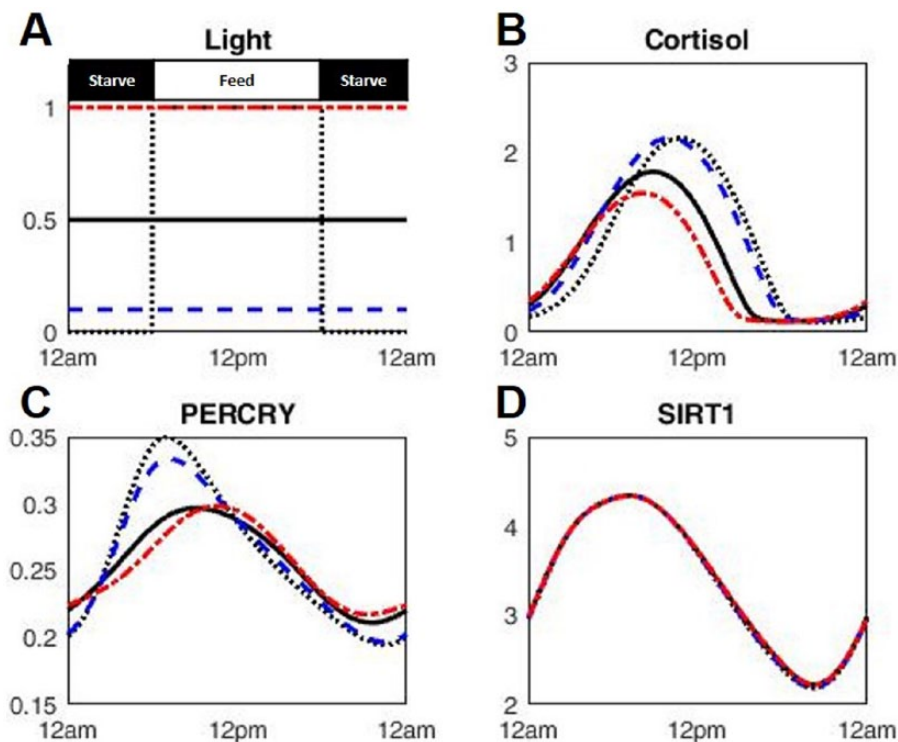 A
Light
Starve Feed Starve
1
0.5
0
12am 12pm 12am
B
Cortisol
3
2
1
0
12am 12pm 12am
C
PERCRY
0.35
0.3
0.25
0.2
0.15
12am 12pm 12am
D
SIRT1
5
4
3
2
12am 12pm 12am